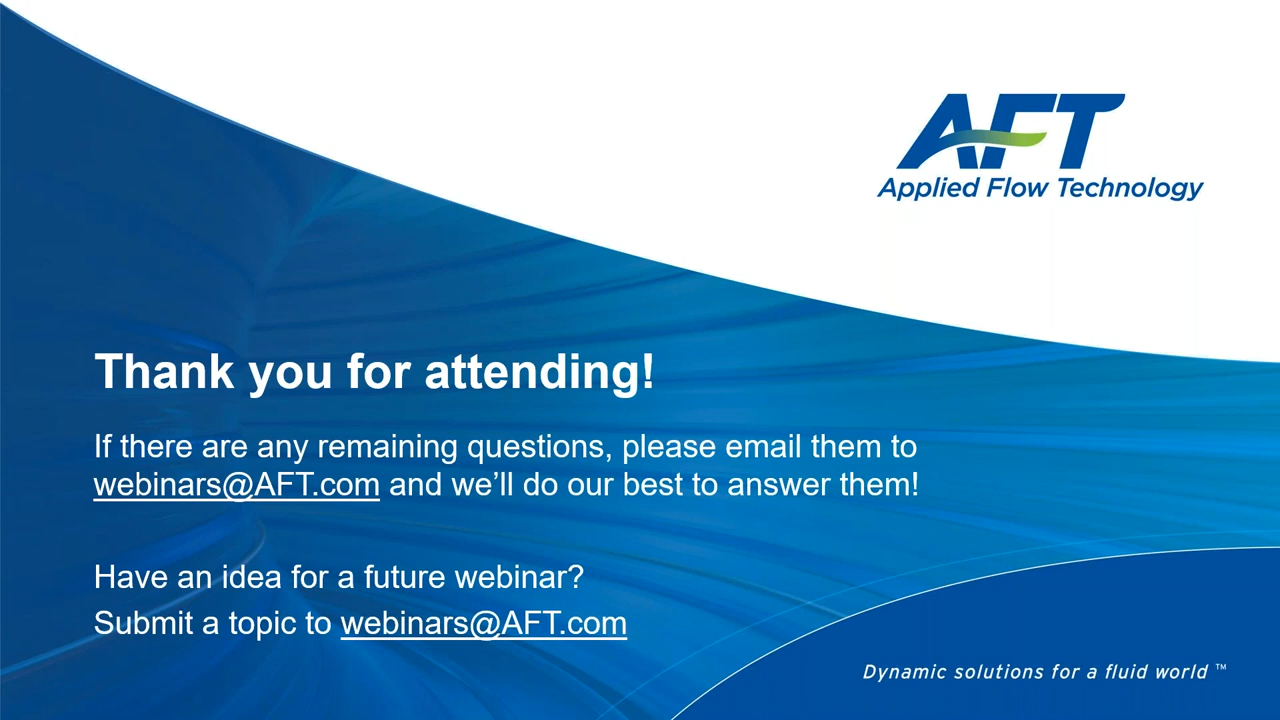 AFT
Applied Flow Technology
Thank you for attending!
If there are any remaining questions, please email them to
webinars@AFT.com and we’ll do our best to answer them!
Have an idea for a future webinar?
Submit a topic to webinars@AFT.com
Dynamic solutions for a fluid world ™